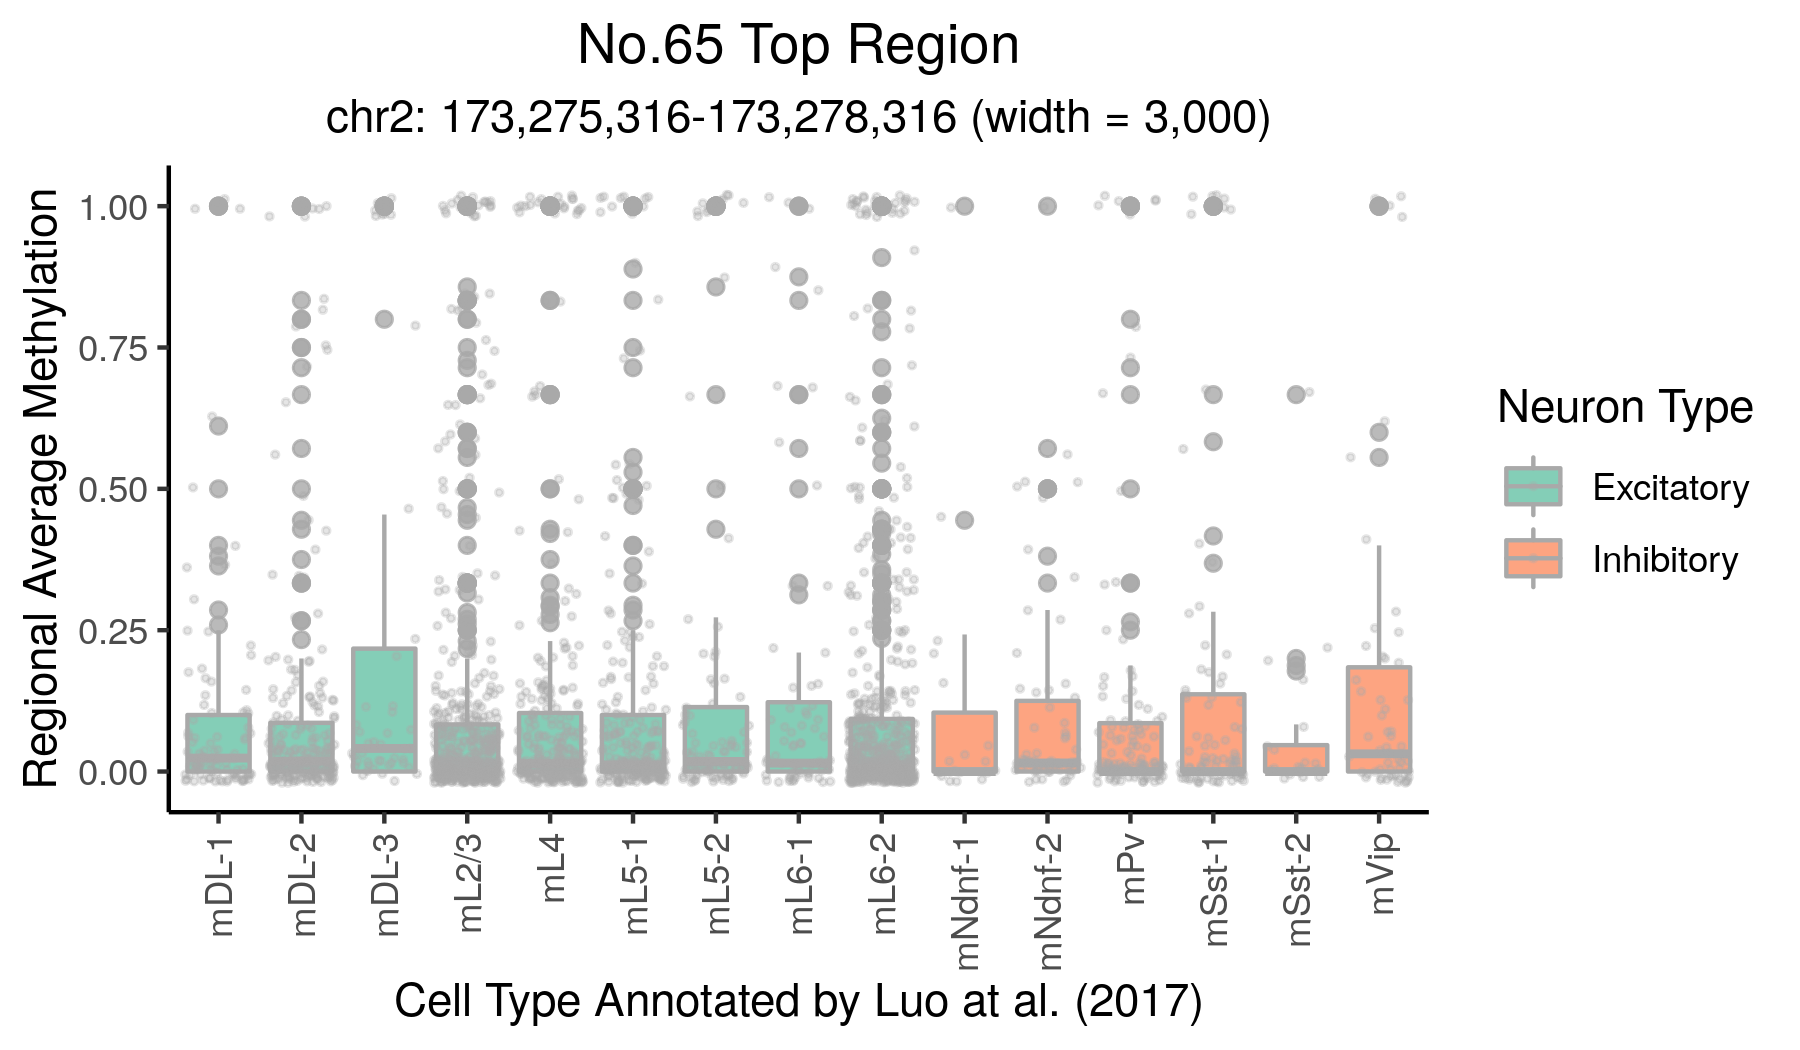 No.65 Top Region
chr2: 173,275,316-173,278,316 (width = 3,000)
Regional Average Methylation
1.00
0.75
0.50
0.25
0.00
mDL-1
mDL-2
mDL-3
mL2/3
mL4
mL5-1
mL5-2
mL6-1
mL6-2
mNdnf-1
mNdnf-2
mPv
mSst-1
mSst-2
mVip
Cell Type Annotated by Luo at al. (2017)
Neuron Type
Excitatory
Inhibitory